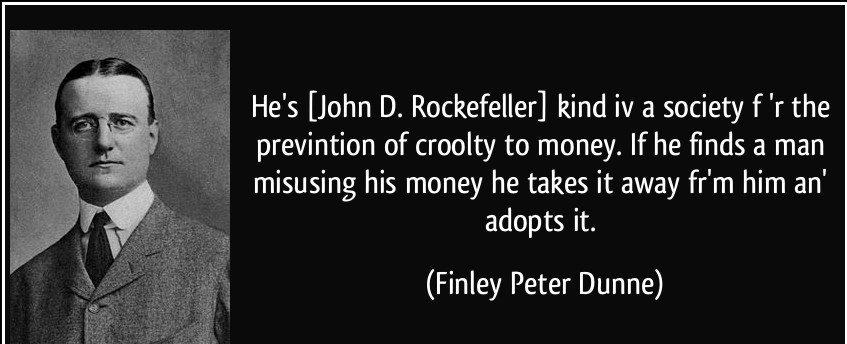 He's [John D. Rockefeller] kind iv a society f 'r the
previntion of croolty to money. If he finds a man
misusing his money he takes it away fr'm him an'
adopts it.
(Finley Peter Dunne)